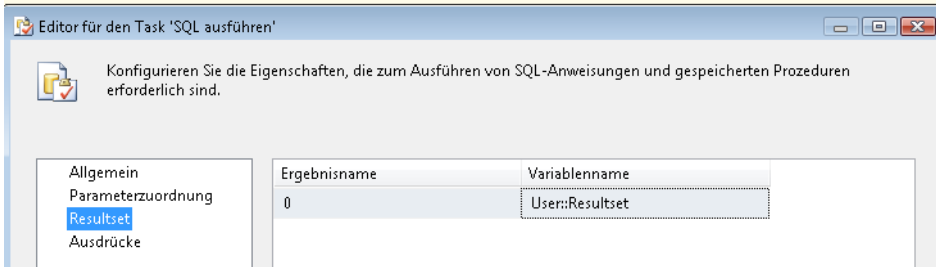 Editor für den Task 'SQL ausführen'
Konfigurieren Sie die Eigenschaften, die zum Ausführen von SQL-Anweisungen und gespeicherten Prozeduren
erforderlich sind.
Allgemein
Parameterzuordnung
Resultset
Ausdrücke
Ergebnisname Variablenname
0 User::Resultset